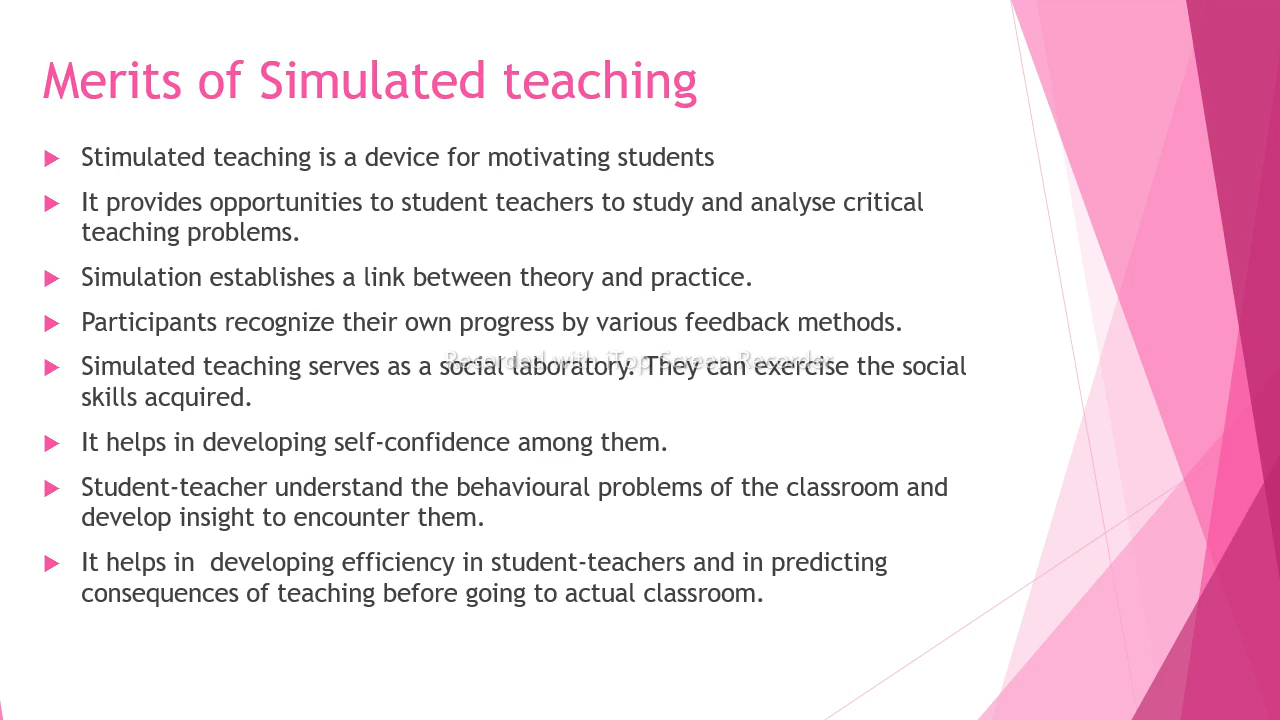 Merits of Simulated teaching
Stimulated teaching is a device for motivating students
It provides opportunities to student teachers to study and analyse critical
teaching problems.
Simulation establishes a link between theory and practice.
Participants recognize their own progress by various feedback methods.
Simulated teaching serves as a social laboratory. They can exercise the social
Recorded with iTop Screen Recorder
skills acquired.
It helps in developing self-confidence among them.
Student-teacher understand the behavioural problems of the classroom and
develop insight to encounter them.
It helps in  developing efficiency in student-teachers and in predicting
consequences of teaching before going to actual classroom.